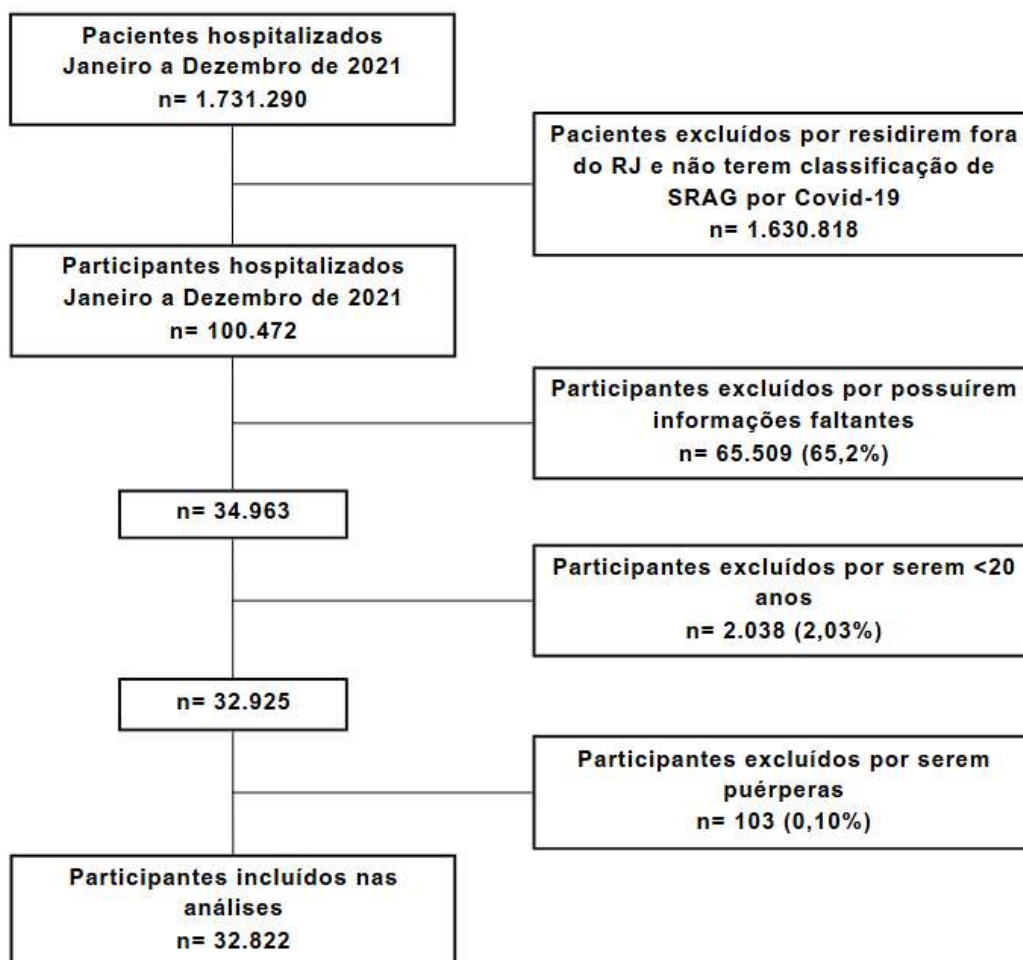 Pacientes hospitalizados
Janeiro a Dezembro de 2021
n= 1.731.290
Pacientes excluídos por residirem fora
do RJ e não terem classificação de
SRAG por Covid-19
n= 1.630.818
Participantes hospitalizados
Janeiro a Dezembro de 2021
n= 100.472
Participantes excluídos por possuírem
informações faltantes
n= 65.509 (65,2%)
n= 34.963
Participantes excluídos por serem <20
anos
n= 2.038 (2,03%)
n= 32.925
Participantes excluídos por serem
puérperas
n= 103 (0,10%)
Participantes incluídos nas
análises
n= 32.822